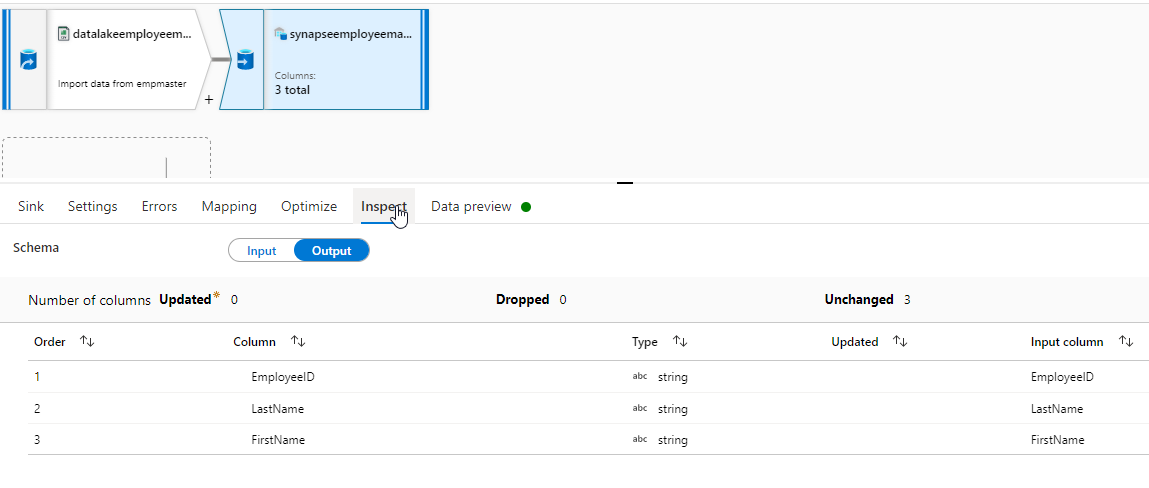 datalakeemployeem...
Import data from empmaster
+
synapseemployeema...
Columns:
3 total
Sink Settings Errors Mapping Optimize Inspect Data preview
Schema Input Output
Number of columns Updated* 0 Dropped 0 Unchanged 3
Order Column Type Updated Input column
1 EmployeeID abc string EmployeeID
2 LastName abc string LastName
3 FirstName abc string FirstName